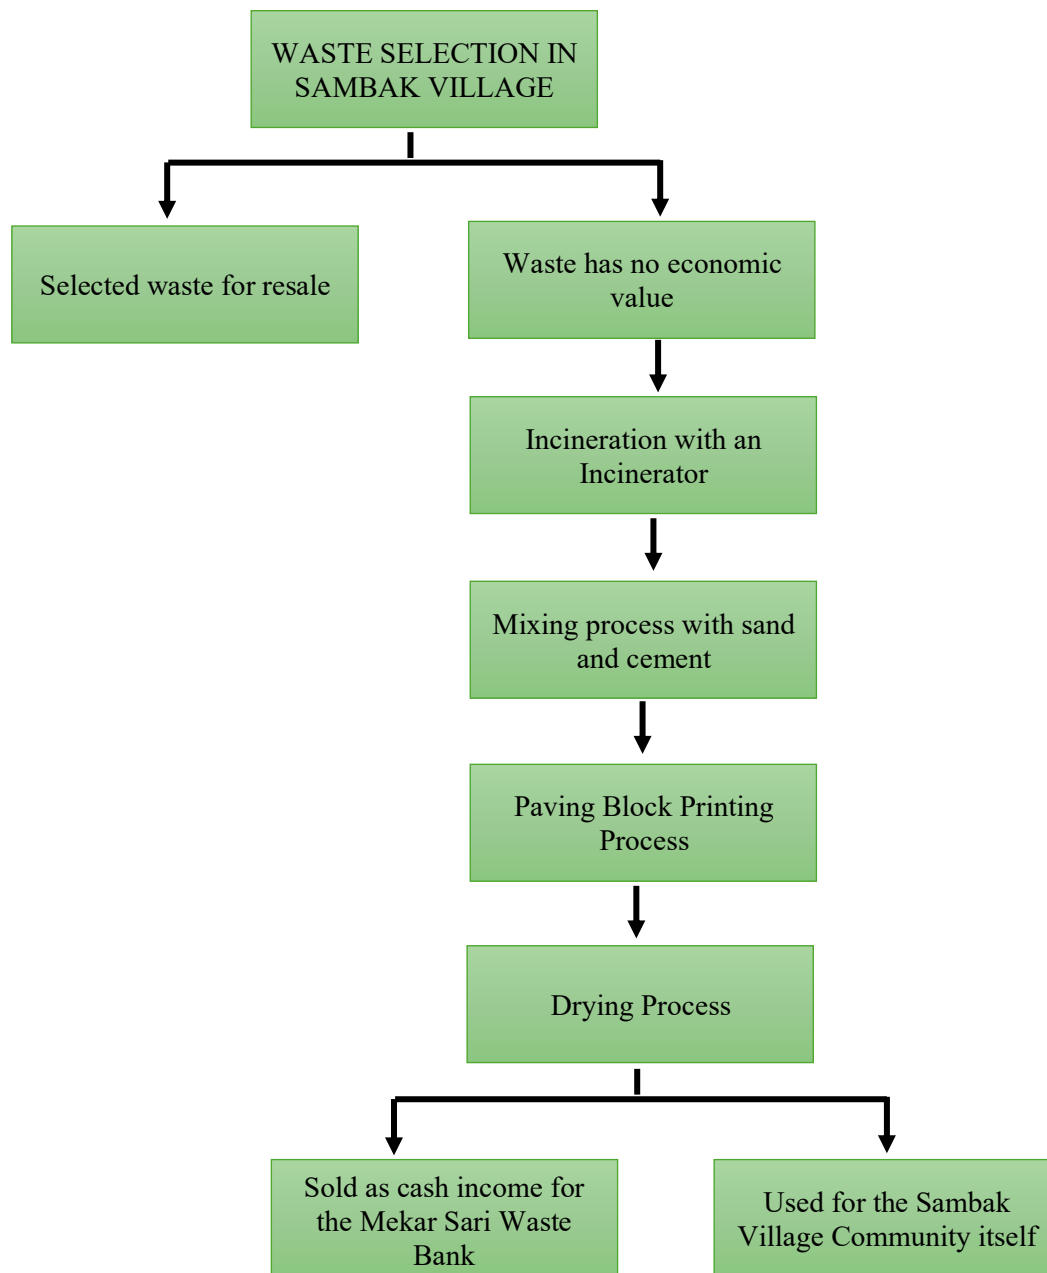 WASTE SELECTION IN
SAMBAK VILLAGE
Selected waste for resale
Waste has no economic
value
Incineration with an
Incinerator
Mixing process with sand
and cement
Paving Block Printing
Process
Drying Process
Sold as cash income for
the Mekar Sari Waste
Bank
Used for the Sambak
Village Community itself